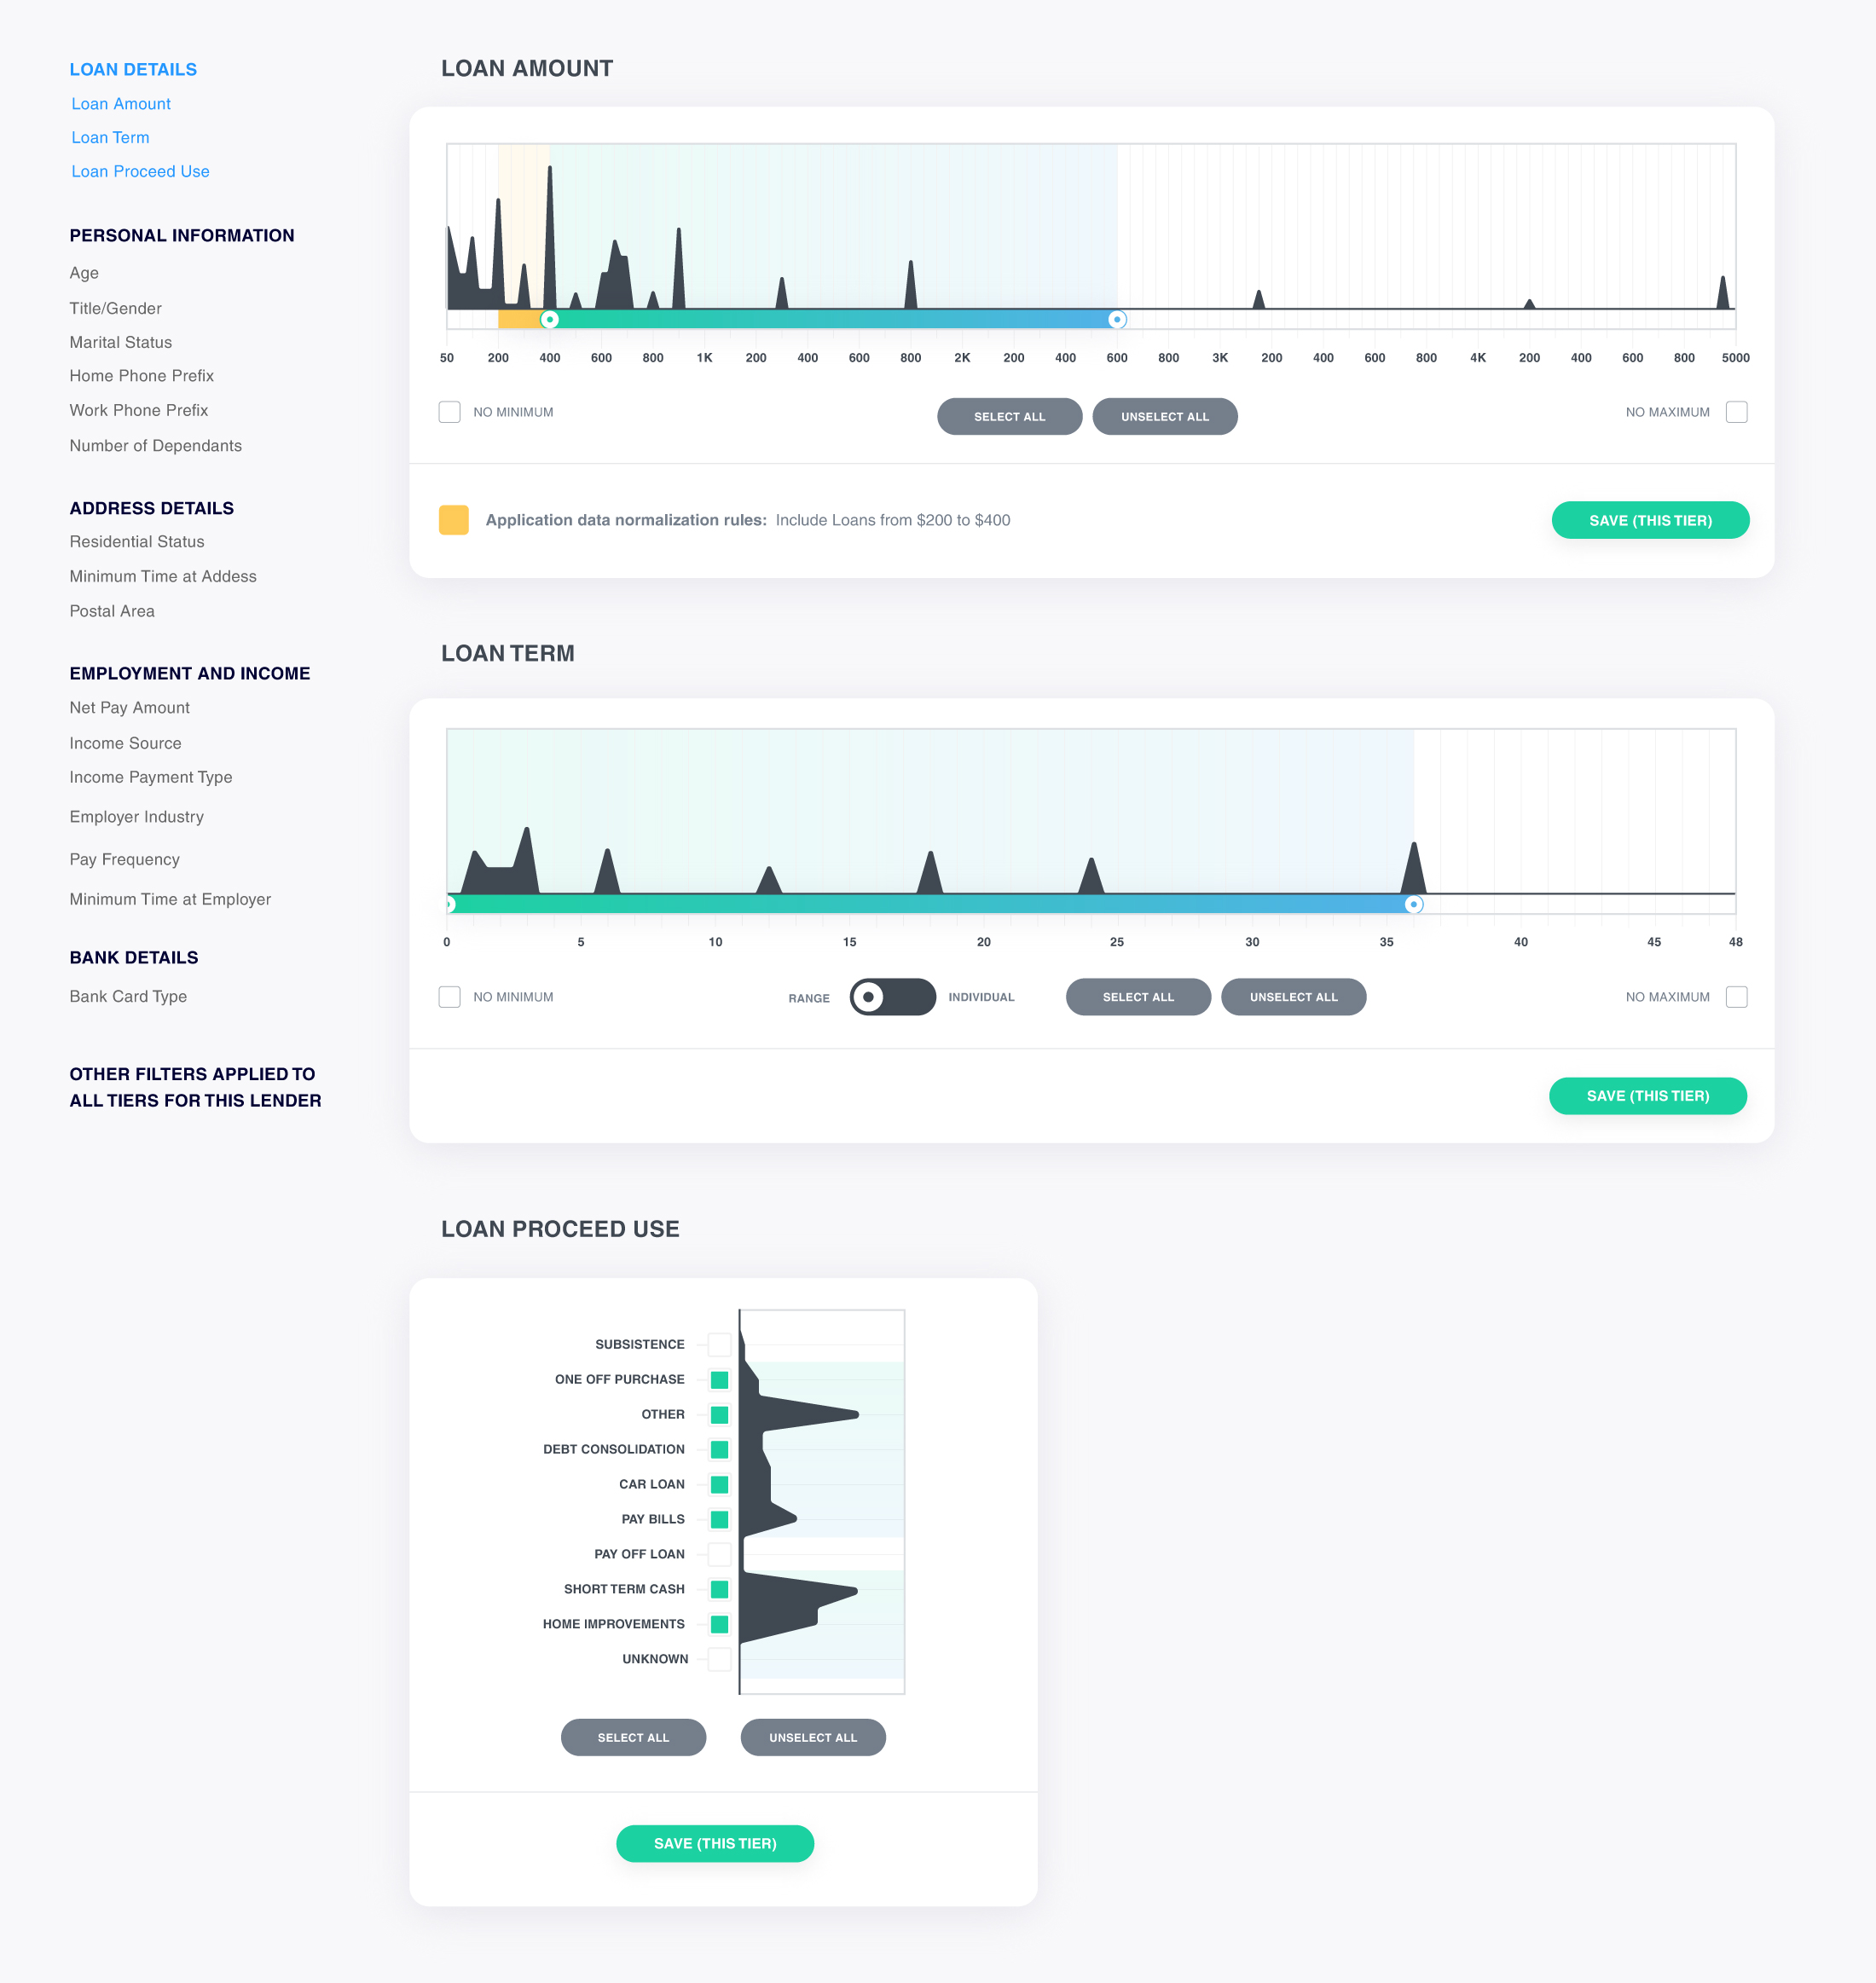 LOAN DETAILS
Loan Amount
Loan Term
Loan Proceed Use
PERSONAL INFORMATION
Age
Title/Gender
Marital Status
Home Phone Prefix
Work Phone Prefix
Number of Dependants
ADDRESS DETAILS
Residential Status
Minimum Time at Addess
Postal Area
EMPLOYMENT AND INCOME
Net Pay Amount
Income Source
Income Payment Type
Employer Industry
Pay Frequency
Minimum Time at Employer
BANK DETAILS
Bank Card Type
OTHER FILTERS APPLIED TO
ALL TIERS FOR THIS LENDER
LOAN AMOUNT
50 200 400 600 800 1K 200 400 600 800 2K 200 400 600 800 3K 200 400 600 800 4K 200 400 600 800 5000
NO MINIMUM SELECT ALL UNSELECT ALL NO MAXIMUM
Application data normalization rules: Include Loans from $200 to $400 SAVE (THIS TIER)
LOAN TERM
0 5 10 15 20 25 30 35 40 45 48
NO MINIMUM RANGE INDIVIDUAL SELECT ALL UNSELECT ALL NO MAXIMUM
SAVE (THIS TIER)
LOAN PROCEED USE
SUBSISTENCE
ONE OFF PURCHASE
OTHER
DEBT CONSOLIDATION
CAR LOAN
PAY BILLS
PAY OFF LOAN
SHORT TERM CASH
HOME IMPROVEMENTS
UNKNOWN
SELECT ALL UNSELECT ALL
SAVE (THIS TIER)